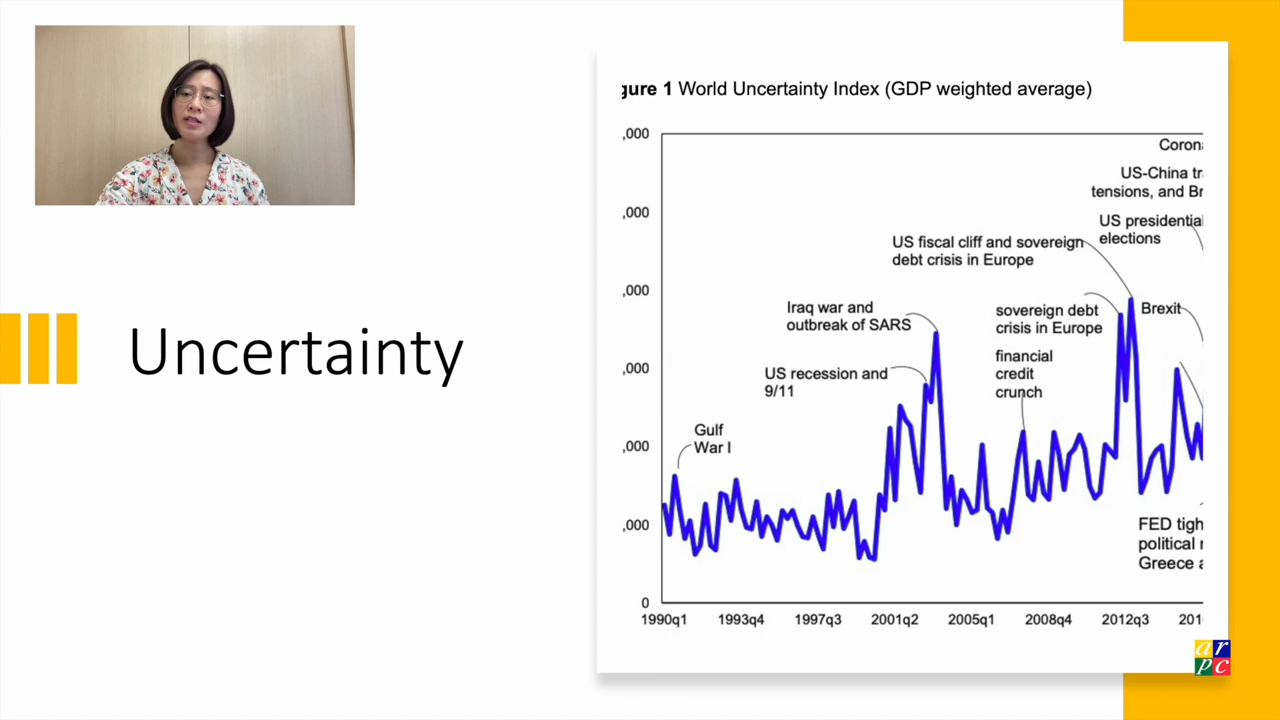 Uncertainty
gure 1 World Uncertainty Index (GDP weighted average)
,000
,000
,000
,000
,000
,000
0
Corona
US-China tr
tensions, and Br
US presidential
elections
US fiscal cliff and sovereign
debt crisis in Europe
Iraq war and
outbreak of SARS
sovereign debt
crisis in Europe
Brexit
financial
credit
crunch
US recession and
9/11
Gulf
War I
FED tigh
political r
Greece a
1990q1 1993q4 1997q3 2001q2 2005q1 2008q4 2012q3 201
ar
pc